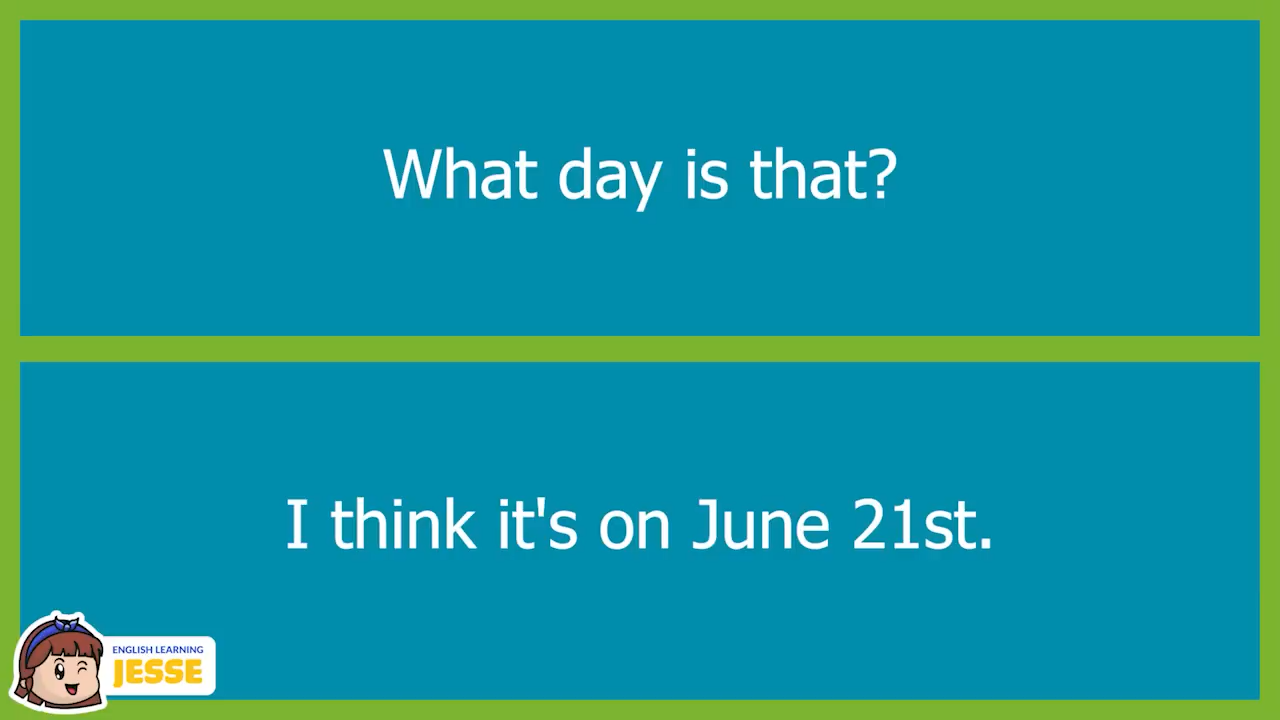 What day is that?
I think it's on June 21st.
ENGLISH LEARNING
JESSE